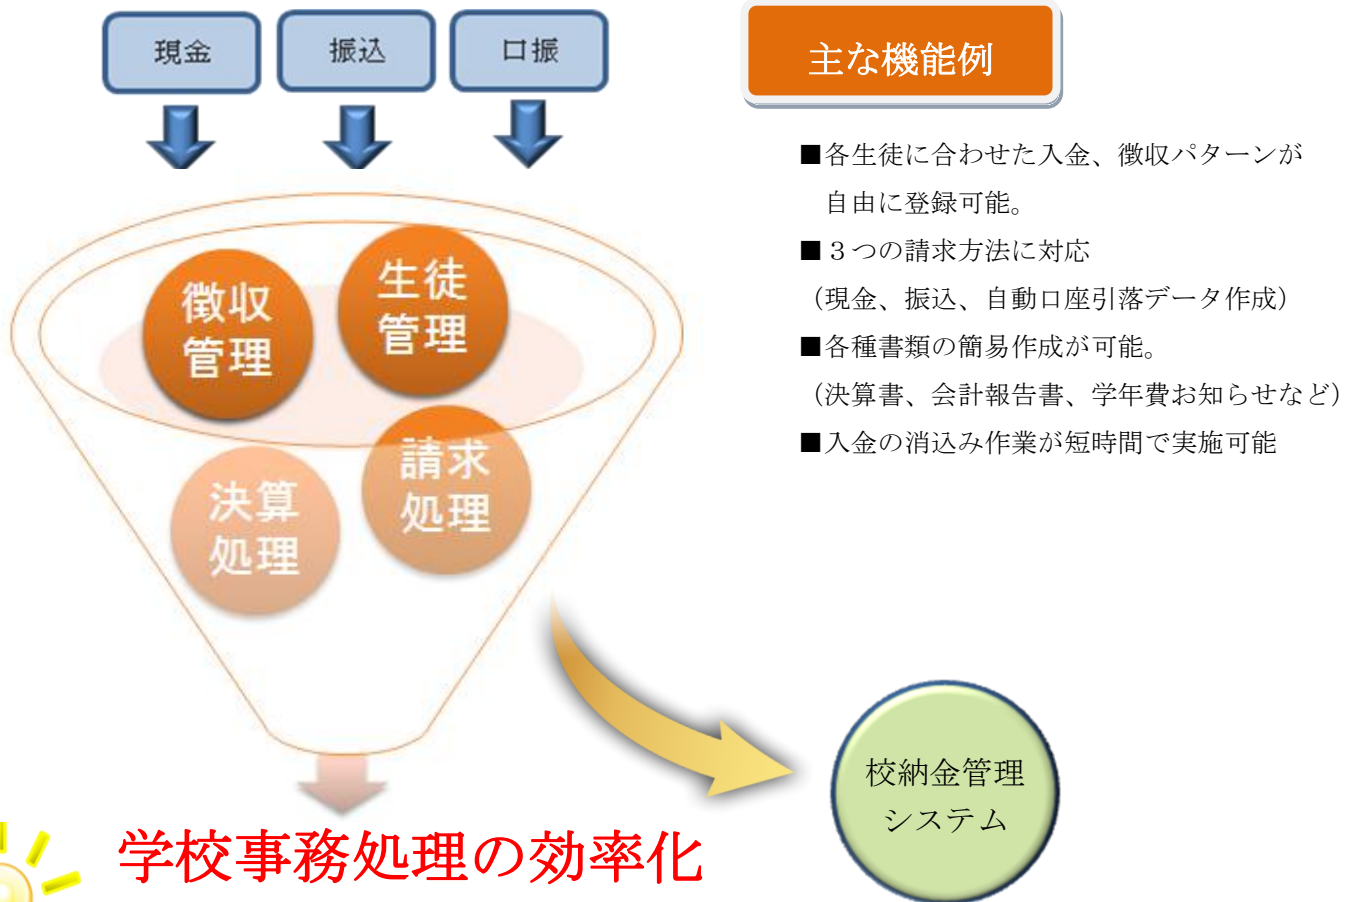 現金
振込
口振
徴収
管理
生徒
管理
決算
処理
請求
処理
学校事務処理の効率化
主な機能例
■各生徒に合わせた入金、徴収パターンが
自由に登録可能。
■３つの請求方法に対応
（現金、振込、自動口座引落データ作成）
■各種書類の簡易作成が可能。
（決算書、会計報告書、学年費お知らせなど）
■入金の消込み作業が短時間で実施可能
校納金管理
システム